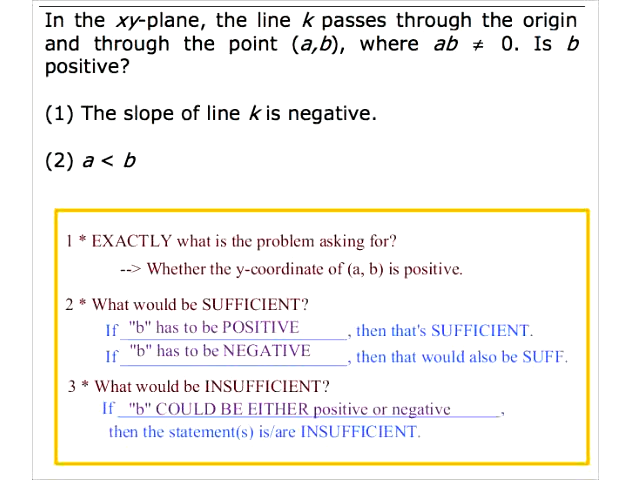 In the xy-plane, the line k passes through the origin
and through the point (a,b), where ab ≠ 0. Is b
positive?
(1) The slope of line k is negative.
(2) a < b
1 * EXACTLY what is the problem asking for?
--> Whether the y-coordinate of (a, b) is positive.
2 * What would be SUFFICIENT?
If "b" has to be POSITIVE, then that's SUFFICIENT.
If "b" has to be NEGATIVE, then that would also be SUFF.
3 * What would be INSUFFICIENT?
If "b" COULD BE EITHER positive or negative,
then the statement(s) is/are INSUFFICIENT.